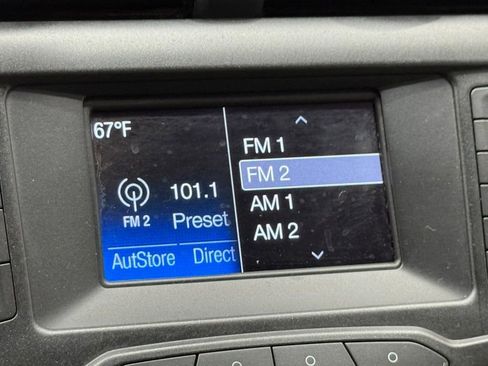 67°F
101.1
FM 2 Preset
AutStore Direct
FM 1
FM 2
AM 1
AM 2